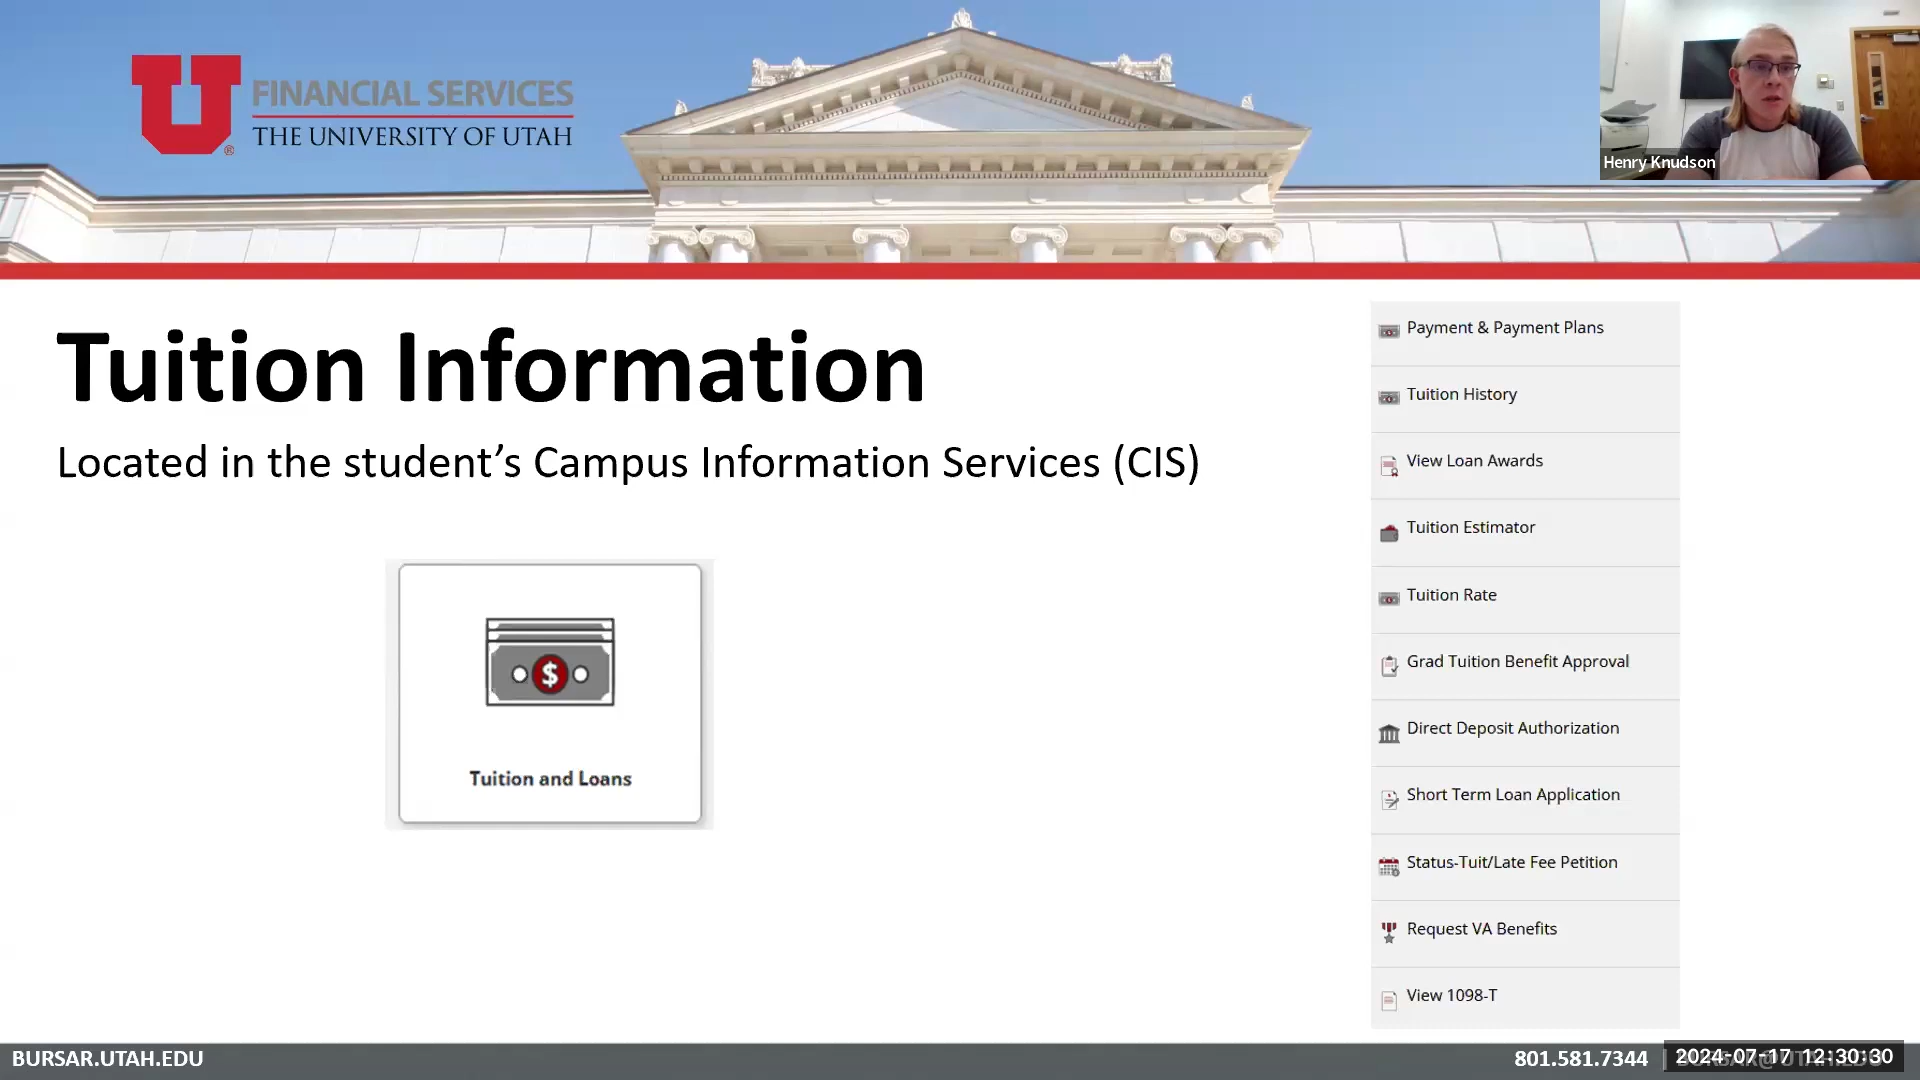 FINANCIAL SERVICES
THE UNIVERSITY OF UTAH
®
Henry Knudson
Tuition Information
Located in the student’s Campus Information Services (CIS)
$
Tuition and Loans
Payment & Payment Plans
Tuition History
View Loan Awards
Tuition Estimator
Tuition Rate
Grad Tuition Benefit Approval
Direct Deposit Authorization
Short Term Loan Application
Status-Tuit/Late Fee Petition
Request VA Benefits
View 1098-T
BURSAR.UTAH.EDU
801.581.7344 | BURSAR@UTAH.EDU
2024-07-17 12:30:30